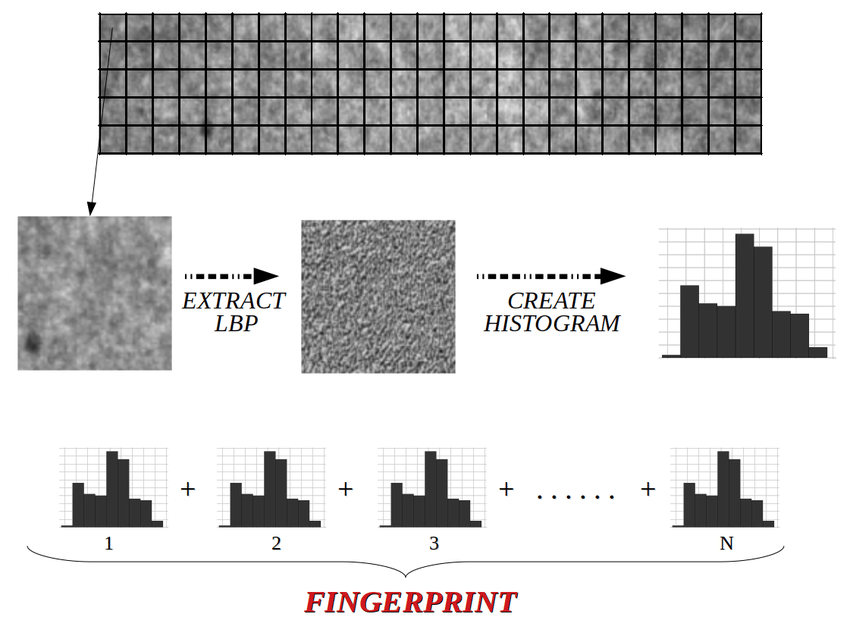 EXTRACT
LBP
CREATE
HISTOGRAM
+ + + ...... +
1 2 3 N
FINGERPRINT